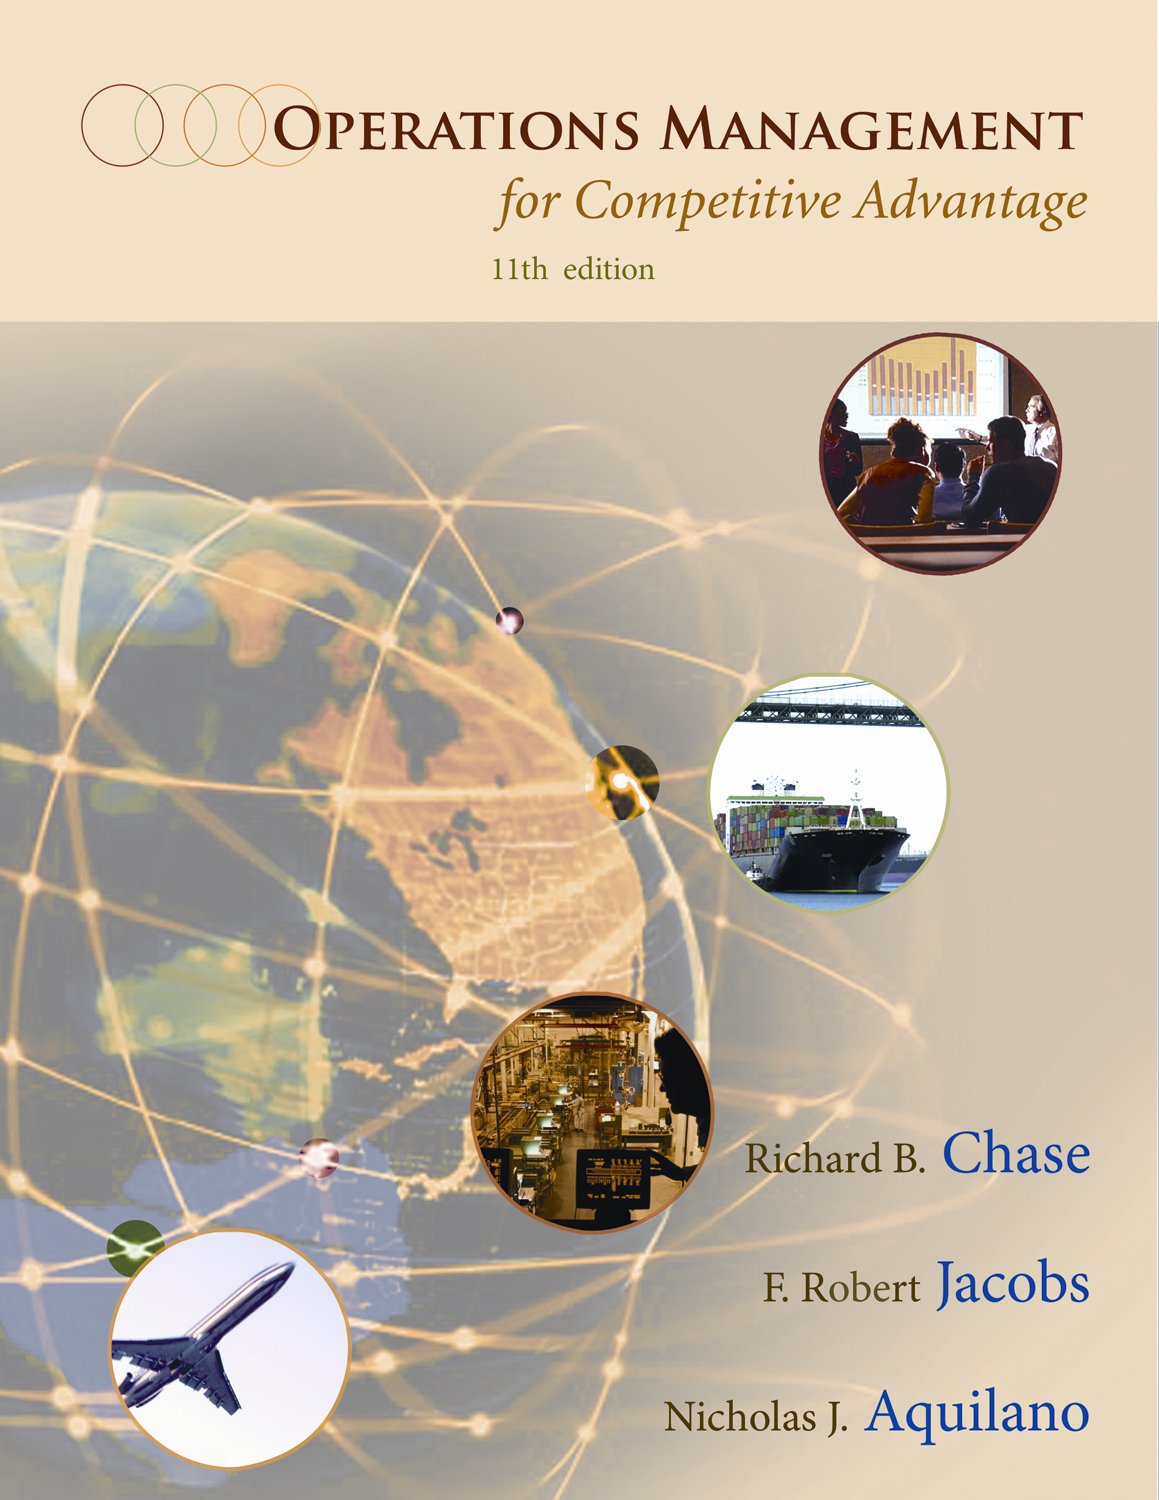 OPERATIONS MANAGEMENT
for Competitive Advantage
11th edition
Richard B. Chase
F. Robert Jacobs
Nicholas J. Aquilano